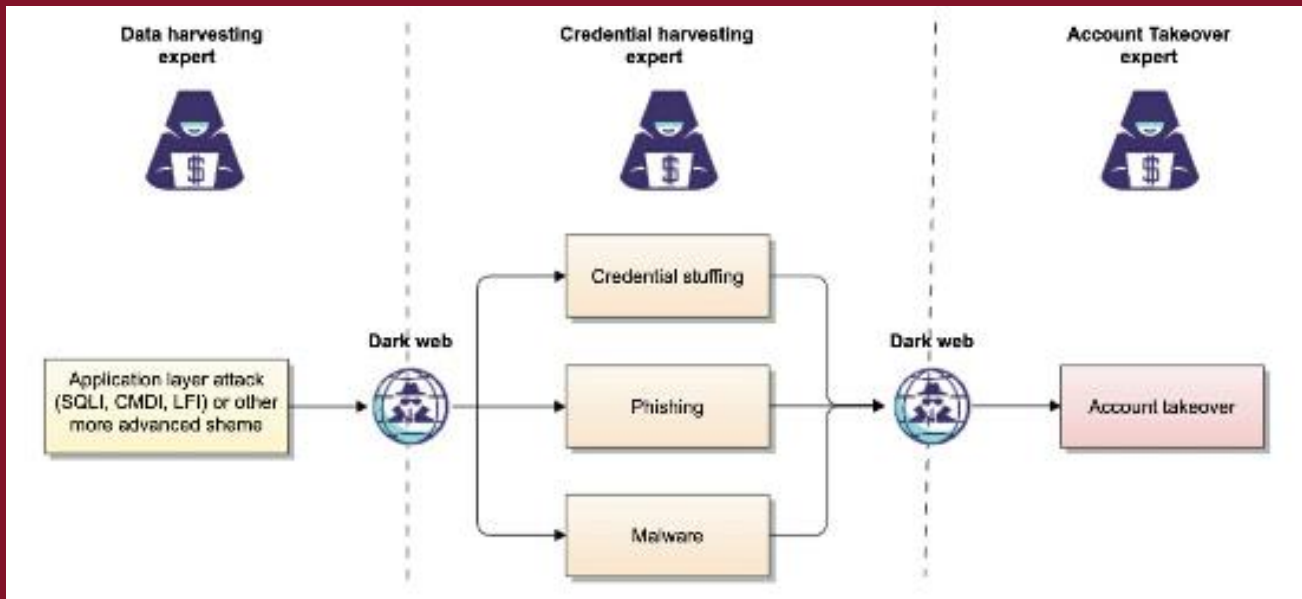 Data harvesting
expert
Credential harvesting
expert
Account Takeover
expert
$
$
$
Credential stuffing
Dark web
Dark web
Application layer attack
(SQLI, CMDI, LFI) or other
more advanced sheme
Phishing
Account takeover
Malware